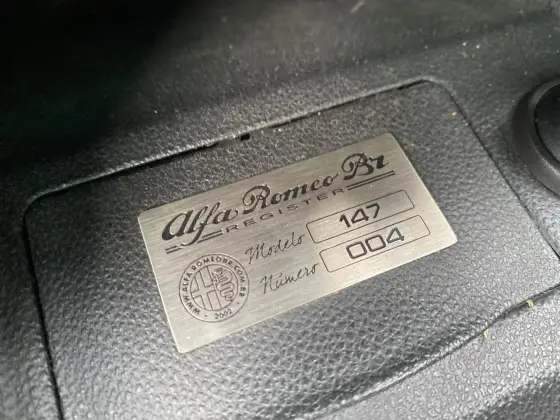 Alfa Romeo Br
REGISTER
Modelo 147
Número 004
WWW.ALFAROMEOBR.COM.BR
2002